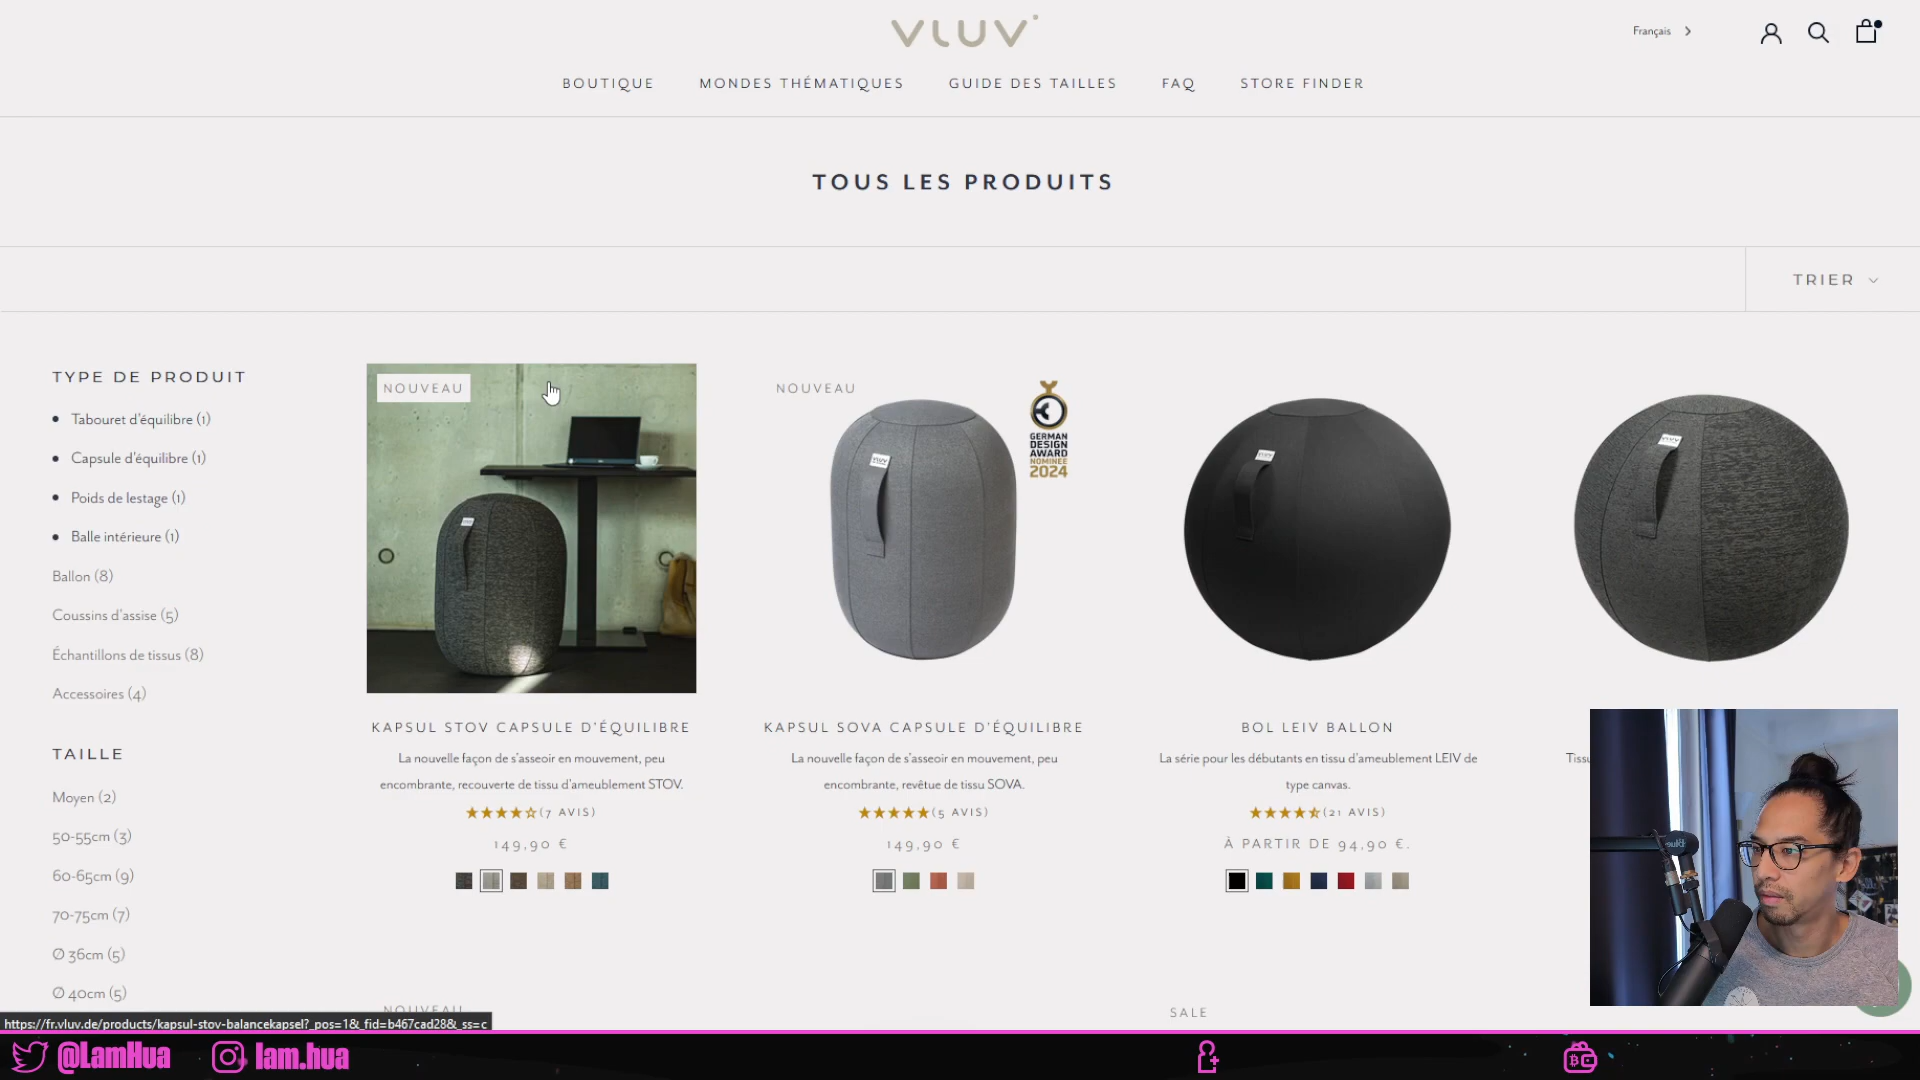 VLUV
Français
BOUTIQUE
MONDES THÉMATIQUES
GUIDE DES TAILLES
FAQ
STORE FINDER
TOUS LES PRODUITS
TRIER
TYPE DE PRODUIT
Tabouret d'équilibre (1)
Capsule d'équilibre (1)
Poids de lestage (1)
Balle intérieure (1)
Ballon (8)
Coussins d'assise (5)
Échantillons de tissus (8)
Accessoires (4)
TAILLE
Moyen (2)
50-55cm (3)
60-65cm (9)
70-75cm (7)
Ø 36cm (5)
Ø 40cm (5)
NOUVEAU
KAPSUL STOV CAPSULE D'ÉQUILIBRE
La nouvelle façon de s'asseoir en mouvement, peu
encombrante, recouverte de tissu d'ameublement STOV.
(7 AVIS)
149,90 €
NOUVEAU
VLUV
GERMAN
DESIGN
AWARD
NOMINEE
2024
KAPSUL SOVA CAPSULE D'ÉQUILIBRE
La nouvelle façon de s'asseoir en mouvement, peu
encombrante, revêtue de tissu SOVA.
(5 AVIS)
149,90 €
VLUV
BOL LEIV BALLON
La série pour les débutants en tissu d'ameublement LEIV de
type canvas.
(21 AVIS)
À PARTIR DE 94,90 €.
VLUV
NOUVEAU
SALE
Blue
https://fr.vluv.de/products/kapsul-stov-balancekapsel?_pos=1&_fid=b467cad28&_ss=c
@LamHua
lam.hua